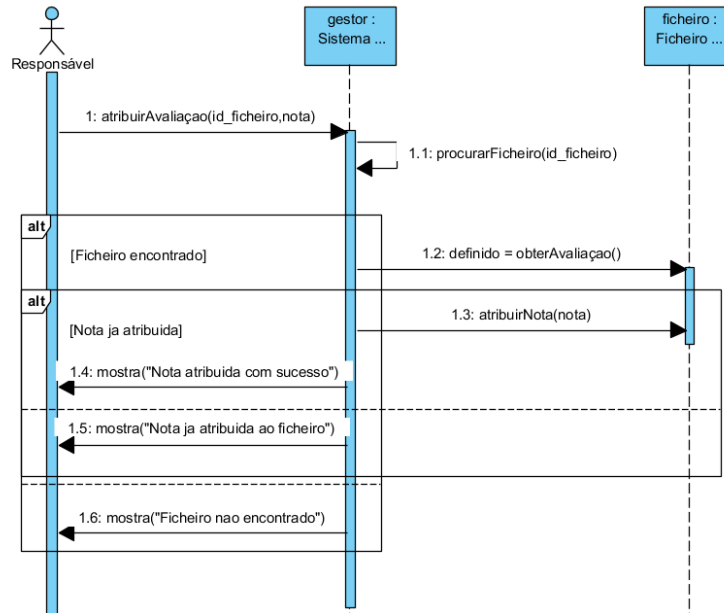 gestor :
Sistema ...
ficheiro :
Ficheiro ...
Responsável
1: atribuirAvaliaçao(id_ficheiro,nota)
1.1: procurarFicheiro(id_ficheiro)
alt
[Ficheiro encontrado]
1.2: definido = obterAvaliaçao()
alt
[Nota ja atribuida]
1.3: atribuirNota(nota)
1.4: mostra("Nota atribuida com sucesso")
1.5: mostra("Nota ja atribuida ao ficheiro")
1.6: mostra("Ficheiro nao encontrado")